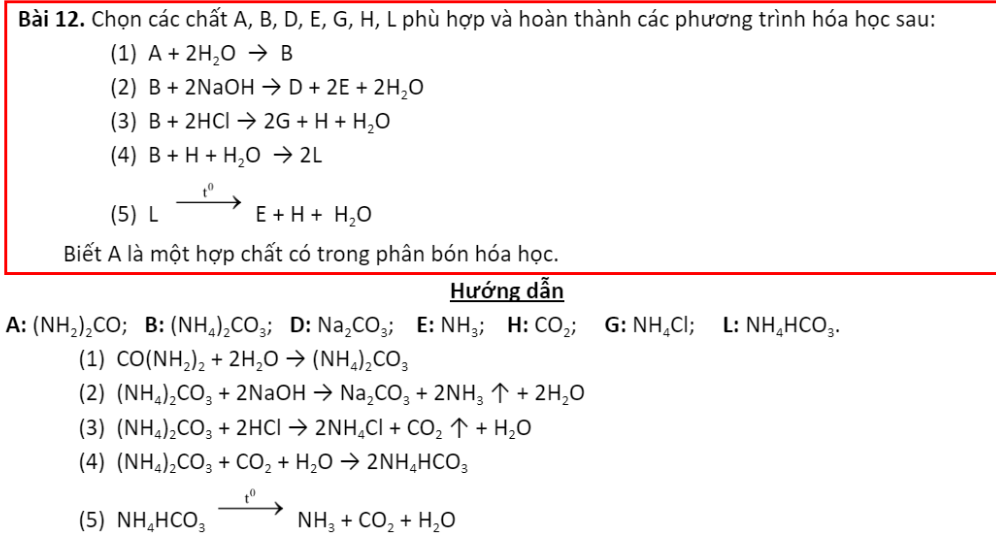 Bài 12. Chọn các chất A, B, D, E, G, H, L phù hợp và hoàn thành các phương trình hóa học sau:
(1) A + 2H₂O → B
(2) B + 2NaOH → D + 2E + 2H₂O
(3) B + 2HCl → 2G + H + H₂O
(4) B + H + H₂O → 2L
(5) L —t⁰→ E + H + H₂O
Biết A là một hợp chất có trong phân bón hóa học.
Hướng dẫn
A: (NH₂)₂CO; B: (NH₄)₂CO₃; D: Na₂CO₃; E: NH₃; H: CO₂; G: NH₄Cl; L: NH₄HCO₃.
(1) CO(NH₂)₂ + 2H₂O → (NH₄)₂CO₃
(2) (NH₄)₂CO₃ + 2NaOH → Na₂CO₃ + 2NH₃ ↑ + 2H₂O
(3) (NH₄)₂CO₃ + 2HCl → 2NH₄Cl + CO₂ ↑ + H₂O
(4) (NH₄)₂CO₃ + CO₂ + H₂O → 2NH₄HCO₃
(5) NH₄HCO₃ —t⁰→ NH₃ + CO₂ + H₂O